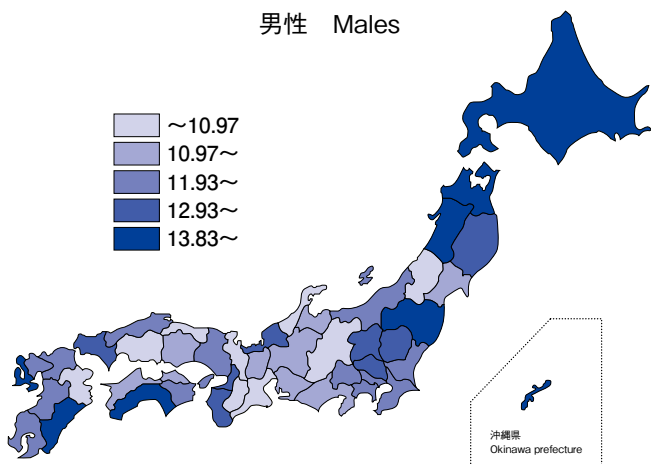 男性　Males
～10.97
10.97～
11.93～
12.93～
13.83～
沖縄県
Okinawa prefecture